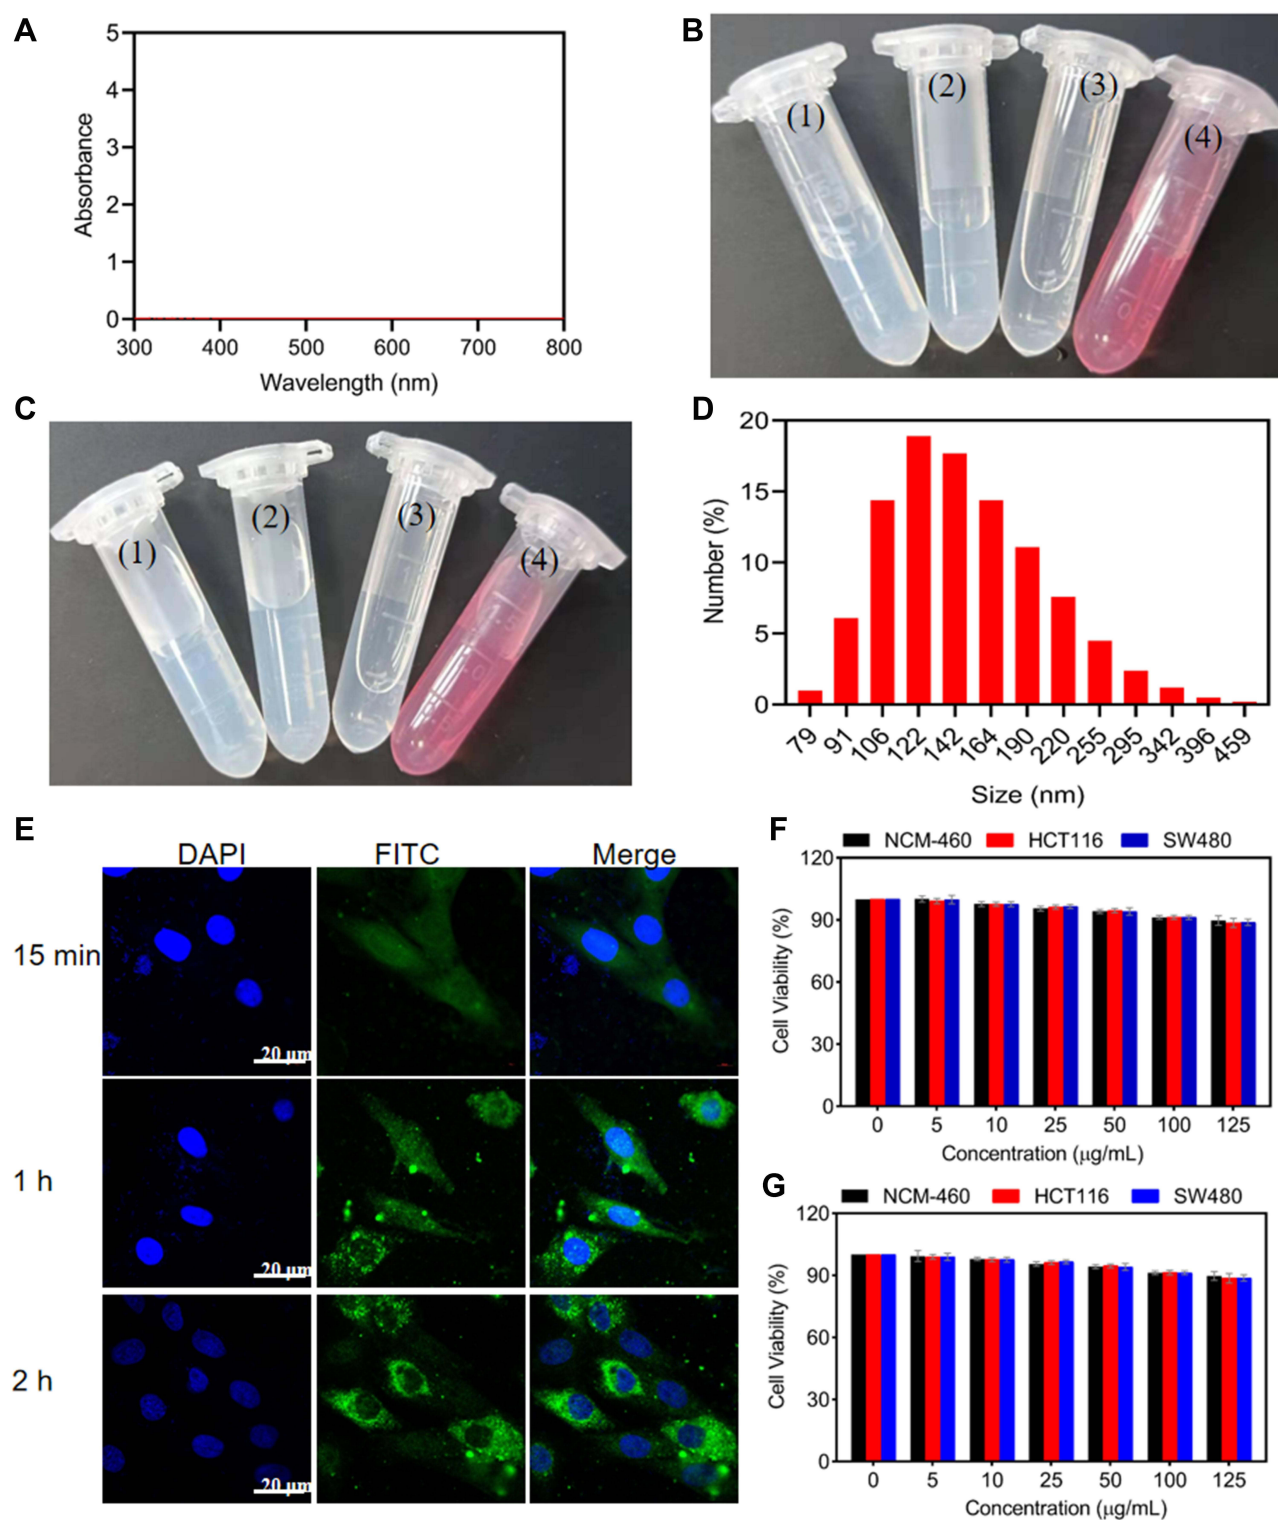 A
5
4
3
2
1
0
Absorbance
300 400 500 600 700 800
Wavelength (nm)
B
(1) (2) (3) (4)
C
(1) (2) (3) (4)
D
20
15
10
5
0
Number (%)
79 91 106 122 142 164 190 220 255 295 342 396 459
Size (nm)
E
DAPI FITC Merge
15 min
20 μm
1 h
20 μm
2 h
20 μm
F
NCM-460 HCT116 SW480
120
90
60
30
0
Cell Viability (%)
0 5 10 25 50 100 125
Concentration (μg/mL)
G
NCM-460 HCT116 SW480
120
90
60
30
0
Cell Viability (%)
0 5 10 25 50 100 125
Concentration (μg/mL)